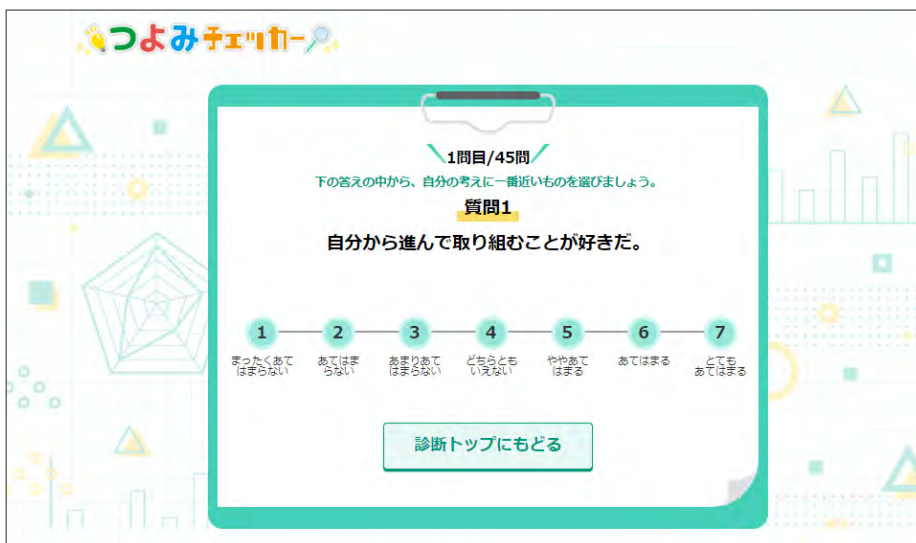 つよみチェッカー
1問目/45問
下の答えの中から、自分の考えに一番近いものを選びましょう。
質問1
自分から進んで取り組むことが好きだ。
1 2 3 4 5 6 7
まったくあて
はまらない
あてはま
らない
あまりあて
はまらない
どちらとも
いえない
ややあて
はまる
あてはまる
とても
あてはまる
診断トップにもどる